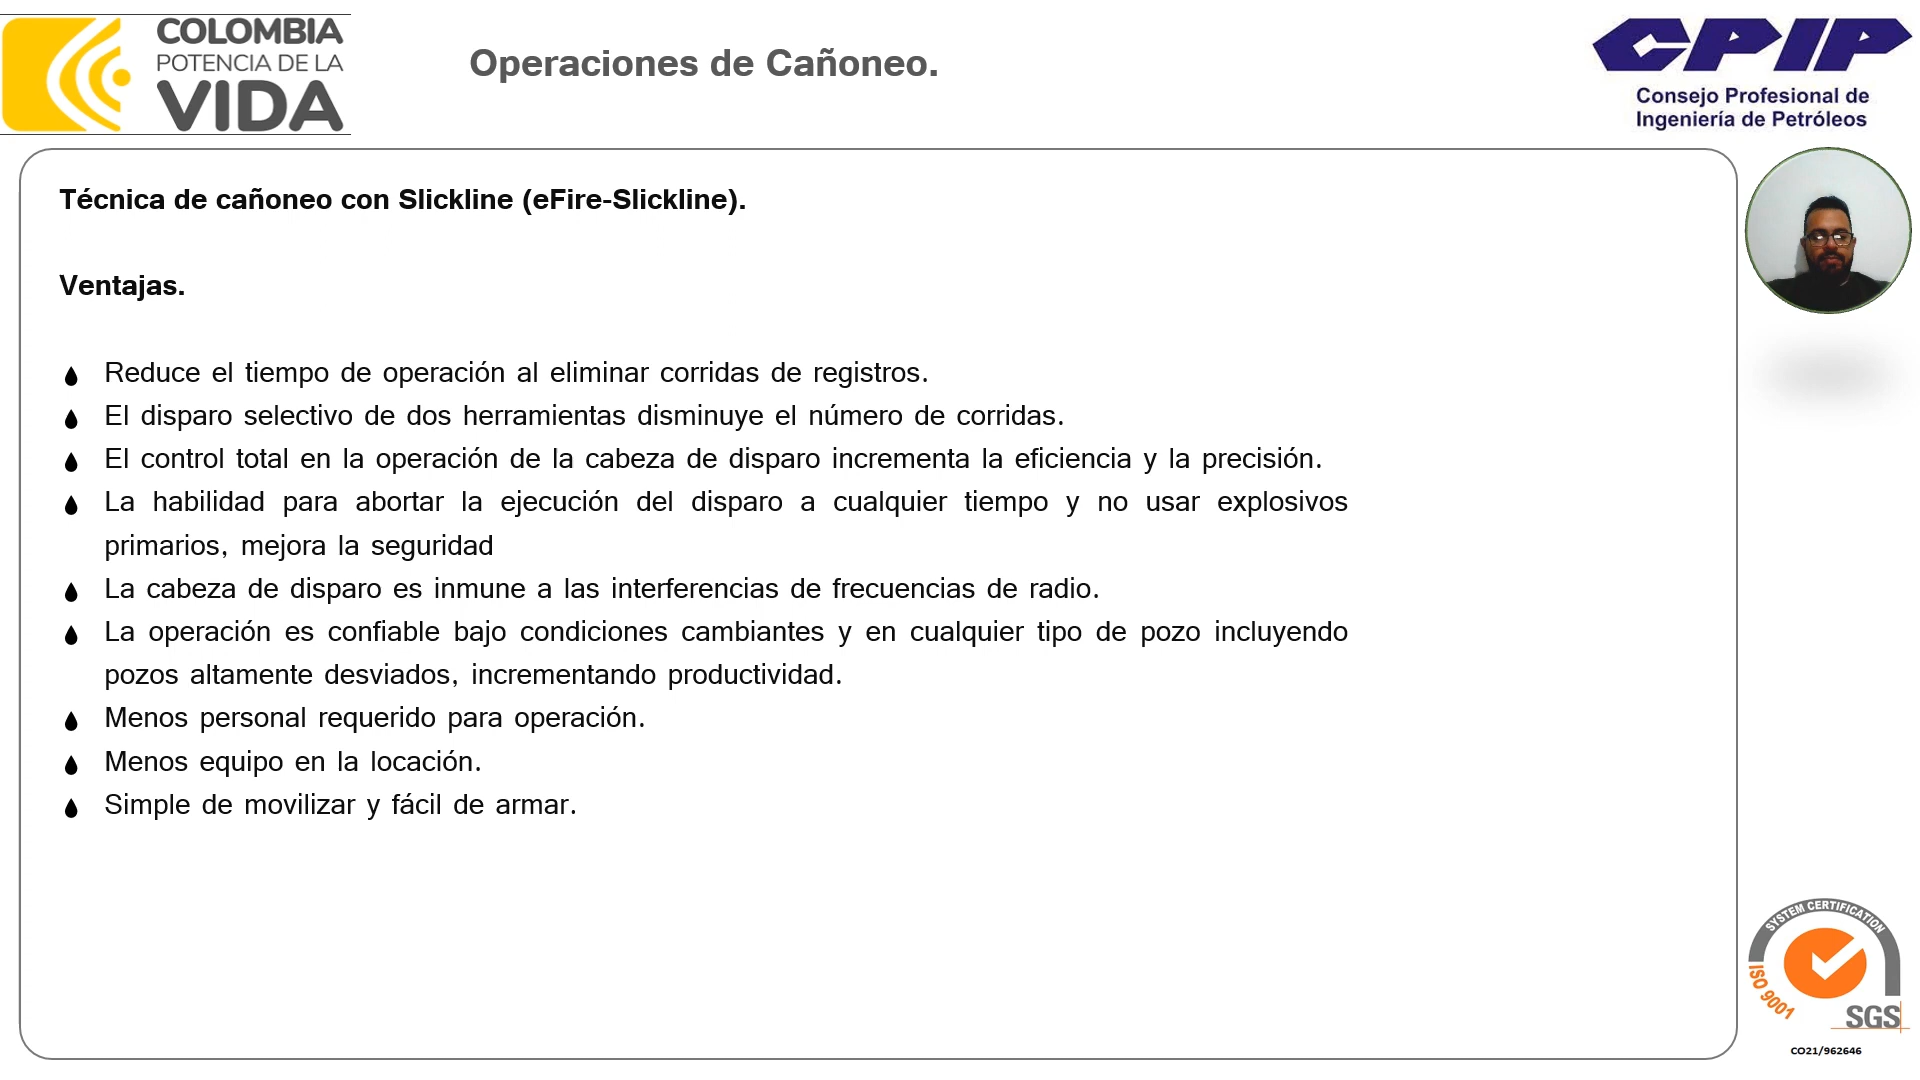 COLOMBIA
POTENCIA DE LA
VIDA
Operaciones de Cañoneo.
CPIP
Consejo Profesional de
Ingeniería de Petróleos
Técnica de cañoneo con Slickline (eFire-Slickline).
Ventajas.
Reduce el tiempo de operación al eliminar corridas de registros.
El disparo selectivo de dos herramientas disminuye el número de corridas.
El control total en la operación de la cabeza de disparo incrementa la eficiencia y la precisión.
La habilidad para abortar la ejecución del disparo a cualquier tiempo y no usar explosivos
primarios, mejora la seguridad
La cabeza de disparo es inmune a las interferencias de frecuencias de radio.
La operación es confiable bajo condiciones cambiantes y en cualquier tipo de pozo incluyendo
pozos altamente desviados, incrementando productividad.
Menos personal requerido para operación.
Menos equipo en la locación.
Simple de movilizar y fácil de armar.
SYSTEM CERTIFICATION
ISO 9001
SGS
CO21/962646